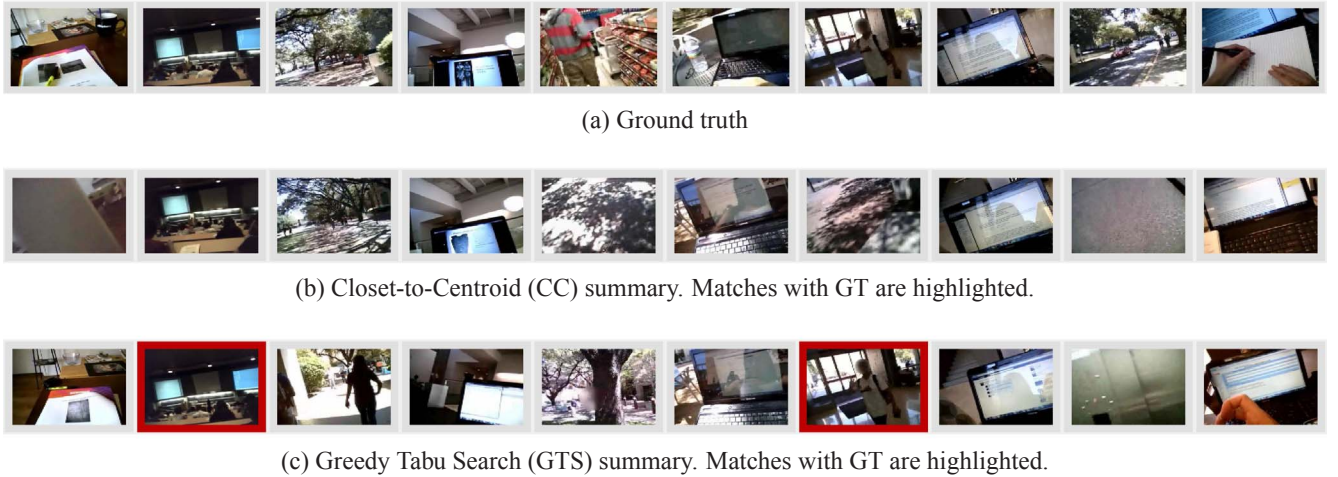 (a) Ground truth
(b) Closet-to-Centroid (CC) summary. Matches with GT are highlighted.
(c) Greedy Tabu Search (GTS) summary. Matches with GT are highlighted.